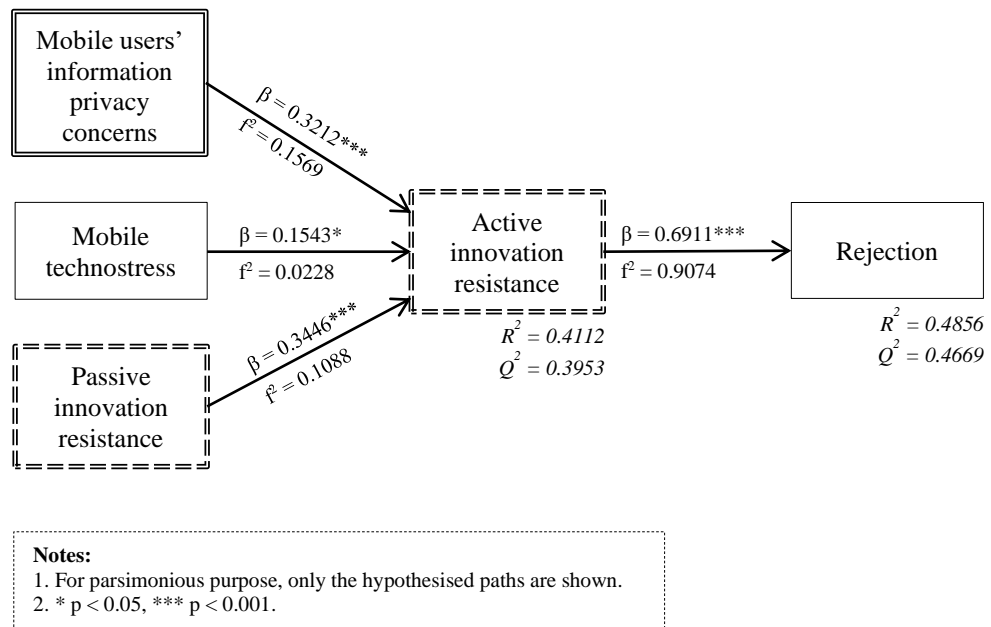 Mobile users’
information
privacy
concerns
β = 0.3212***
f² = 0.1569
Mobile
technostress
β = 0.1543*
f² = 0.0228
Passive
innovation
resistance
β = 0.3446***
f² = 0.1088
Active
innovation
resistance
R² = 0.4112
Q² = 0.3953
β = 0.6911***
f² = 0.9074
Rejection
R² = 0.4856
Q² = 0.4669
Notes:
1. For parsimonious purpose, only the hypothesised paths are shown.
2. * p < 0.05, *** p < 0.001.